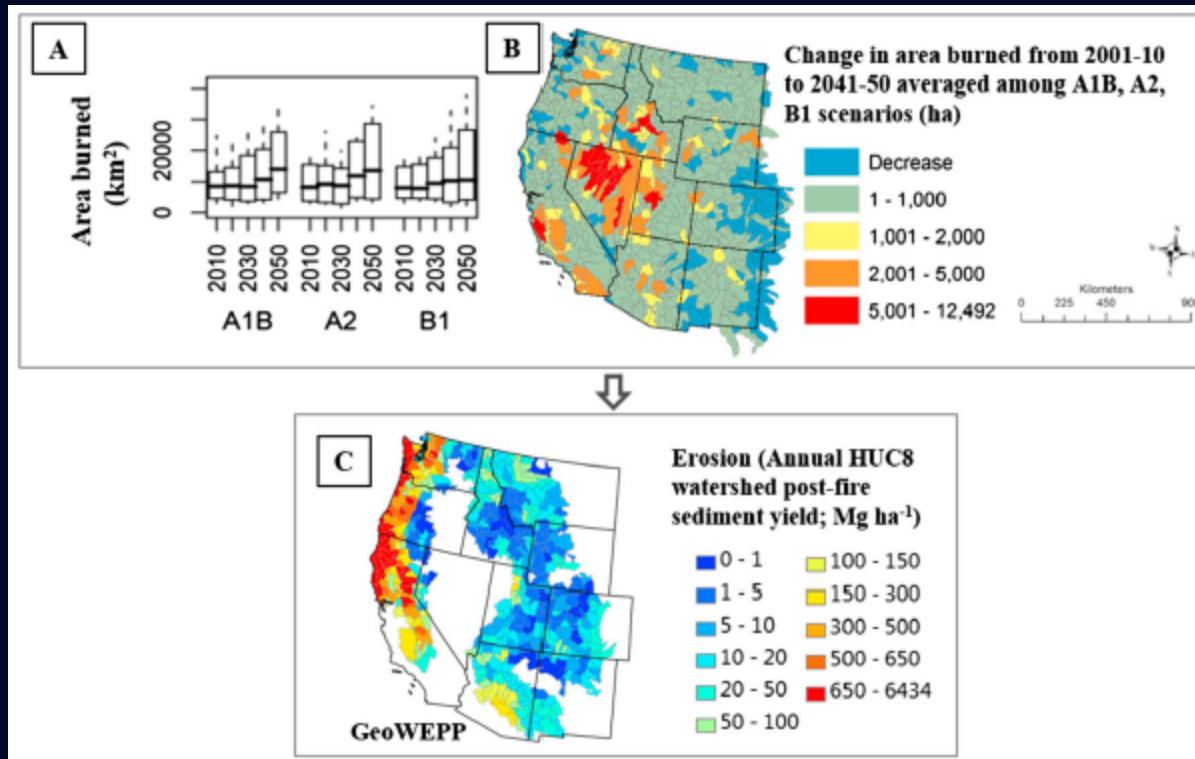 A
Area burned
(km²)
0 20000
2010 2030 2050 2010 2030 2050 2010 2030 2050
A1B A2 B1
B
Change in area burned from 2001-10
to 2041-50 averaged among A1B, A2,
B1 scenarios (ha)
Decrease
1 - 1,000
1,001 - 2,000
2,001 - 5,000
5,001 - 12,492
N
W
S
Kilometers
0 225 450 90
C
GeoWEPP
Erosion (Annual HUC8
watershed post-fire
sediment yield; Mg ha⁻¹)
0 - 1
1 - 5
5 - 10
10 - 20
20 - 50
50 - 100
100 - 150
150 - 300
300 - 500
500 - 650
650 - 6434